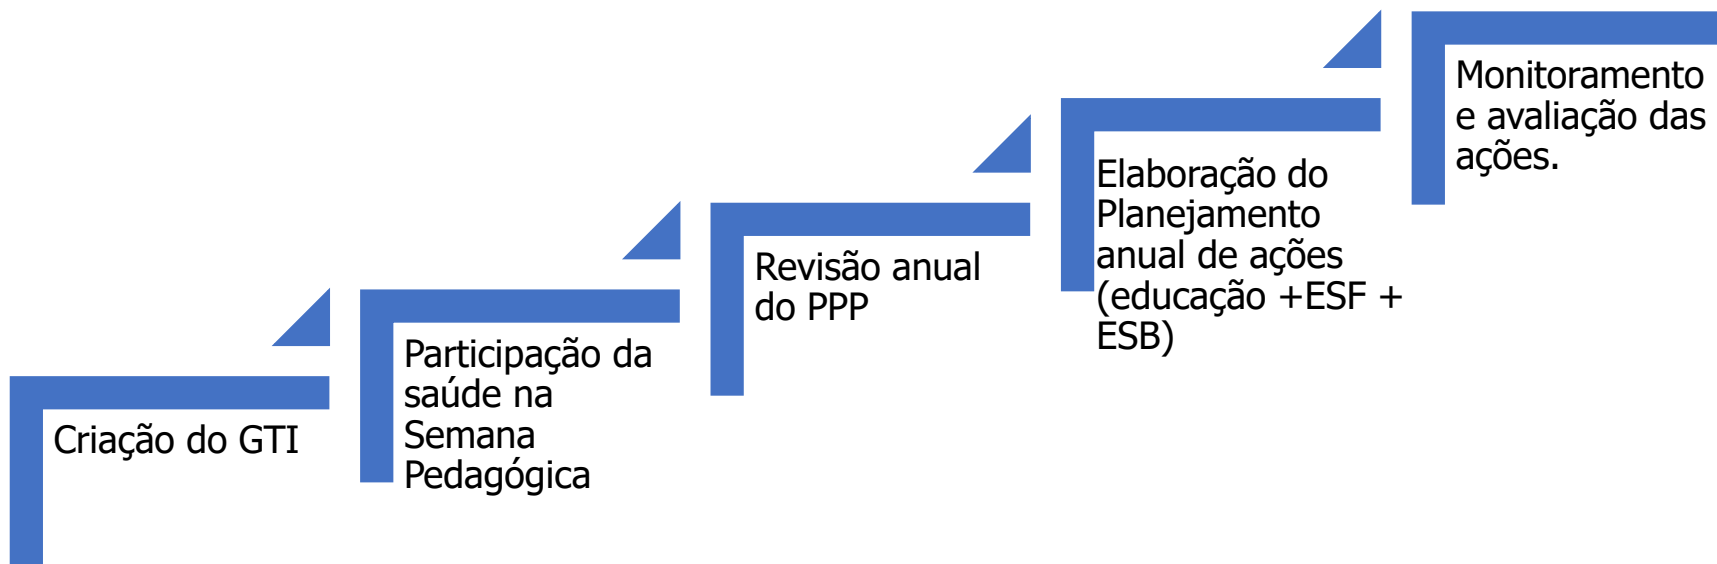 Criação do GTI
Participação da
saúde na
Semana
Pedagógica
Revisão anual
do PPP
Elaboração do
Planejamento
anual de ações
(educação +ESF +
ESB)
Monitoramento
e avaliação das
ações.